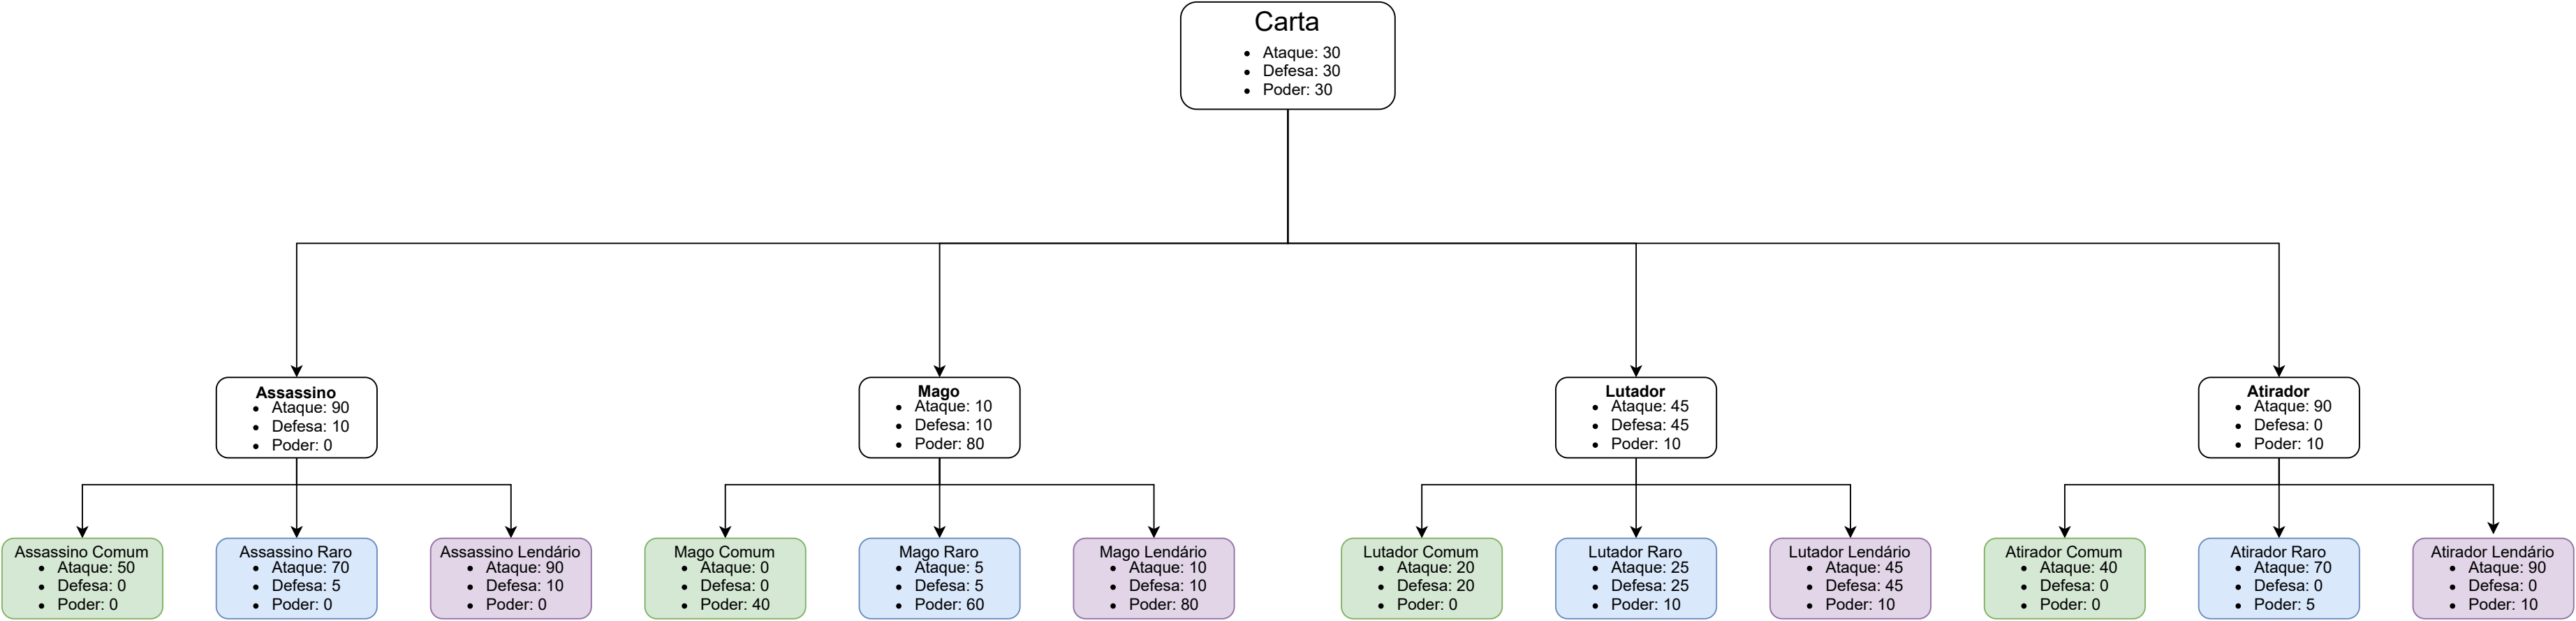 Carta
• Ataque: 30
• Defesa: 30
• Poder: 30
Assassino
• Ataque: 90
• Defesa: 10
• Poder: 0
Mago
• Ataque: 10
• Defesa: 10
• Poder: 80
Lutador
• Ataque: 45
• Defesa: 45
• Poder: 10
Atirador
• Ataque: 90
• Defesa: 0
• Poder: 10
Assassino Comum
• Ataque: 50
• Defesa: 0
• Poder: 0
Assassino Raro
• Ataque: 70
• Defesa: 5
• Poder: 0
Assassino Lendário
• Ataque: 90
• Defesa: 10
• Poder: 0
Mago Comum
• Ataque: 0
• Defesa: 0
• Poder: 40
Mago Raro
• Ataque: 5
• Defesa: 5
• Poder: 60
Mago Lendário
• Ataque: 10
• Defesa: 10
• Poder: 80
Lutador Comum
• Ataque: 20
• Defesa: 20
• Poder: 0
Lutador Raro
• Ataque: 25
• Defesa: 25
• Poder: 10
Lutador Lendário
• Ataque: 45
• Defesa: 45
• Poder: 10
Atirador Comum
• Ataque: 40
• Defesa: 0
• Poder: 0
Atirador Raro
• Ataque: 70
• Defesa: 0
• Poder: 5
Atirador Lendário
• Ataque: 90
• Defesa: 0
• Poder: 10